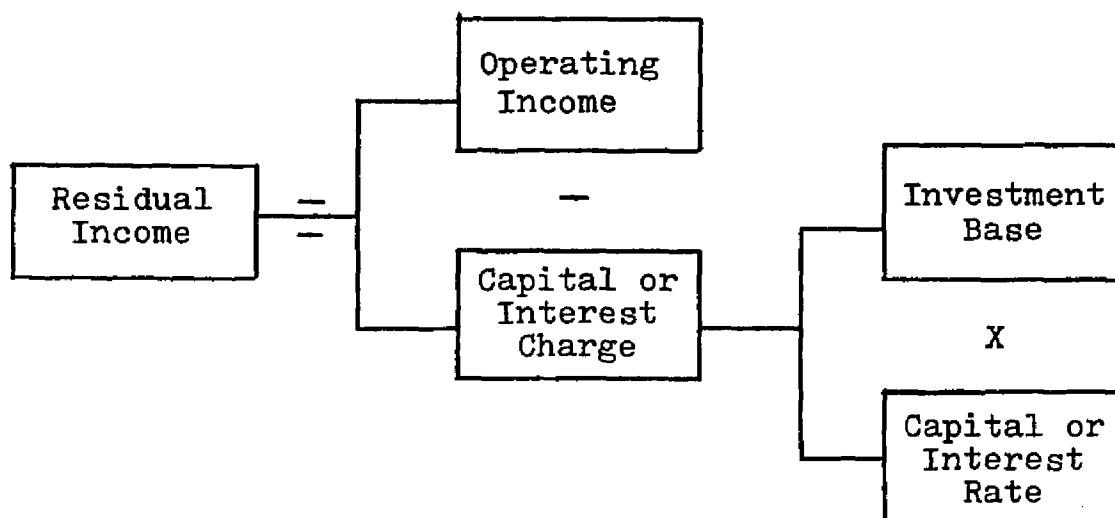 Operating
Income
Residual
Income
=
-
Capital or
Interest
Charge
Investment
Base
X
Capital or
Interest
Rate